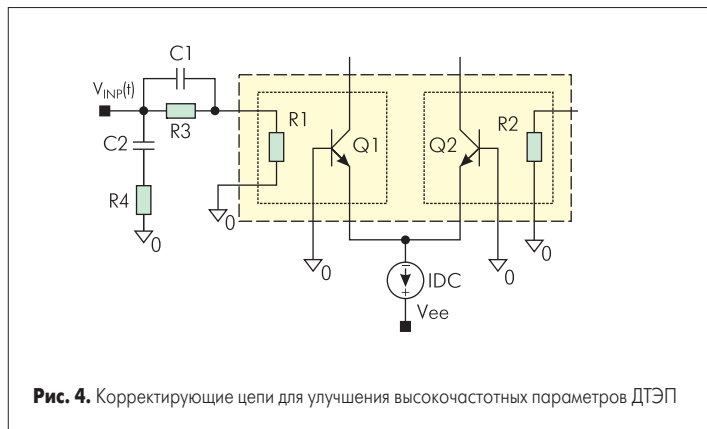 C1
V_INP(t)
R3
C2
R4
0
R1
0
Q1
Q2
R2
0
0
0
IDC
Vee
Рис. 4. Корректирующие цепи для улучшения высокочастотных параметров ДТЭП